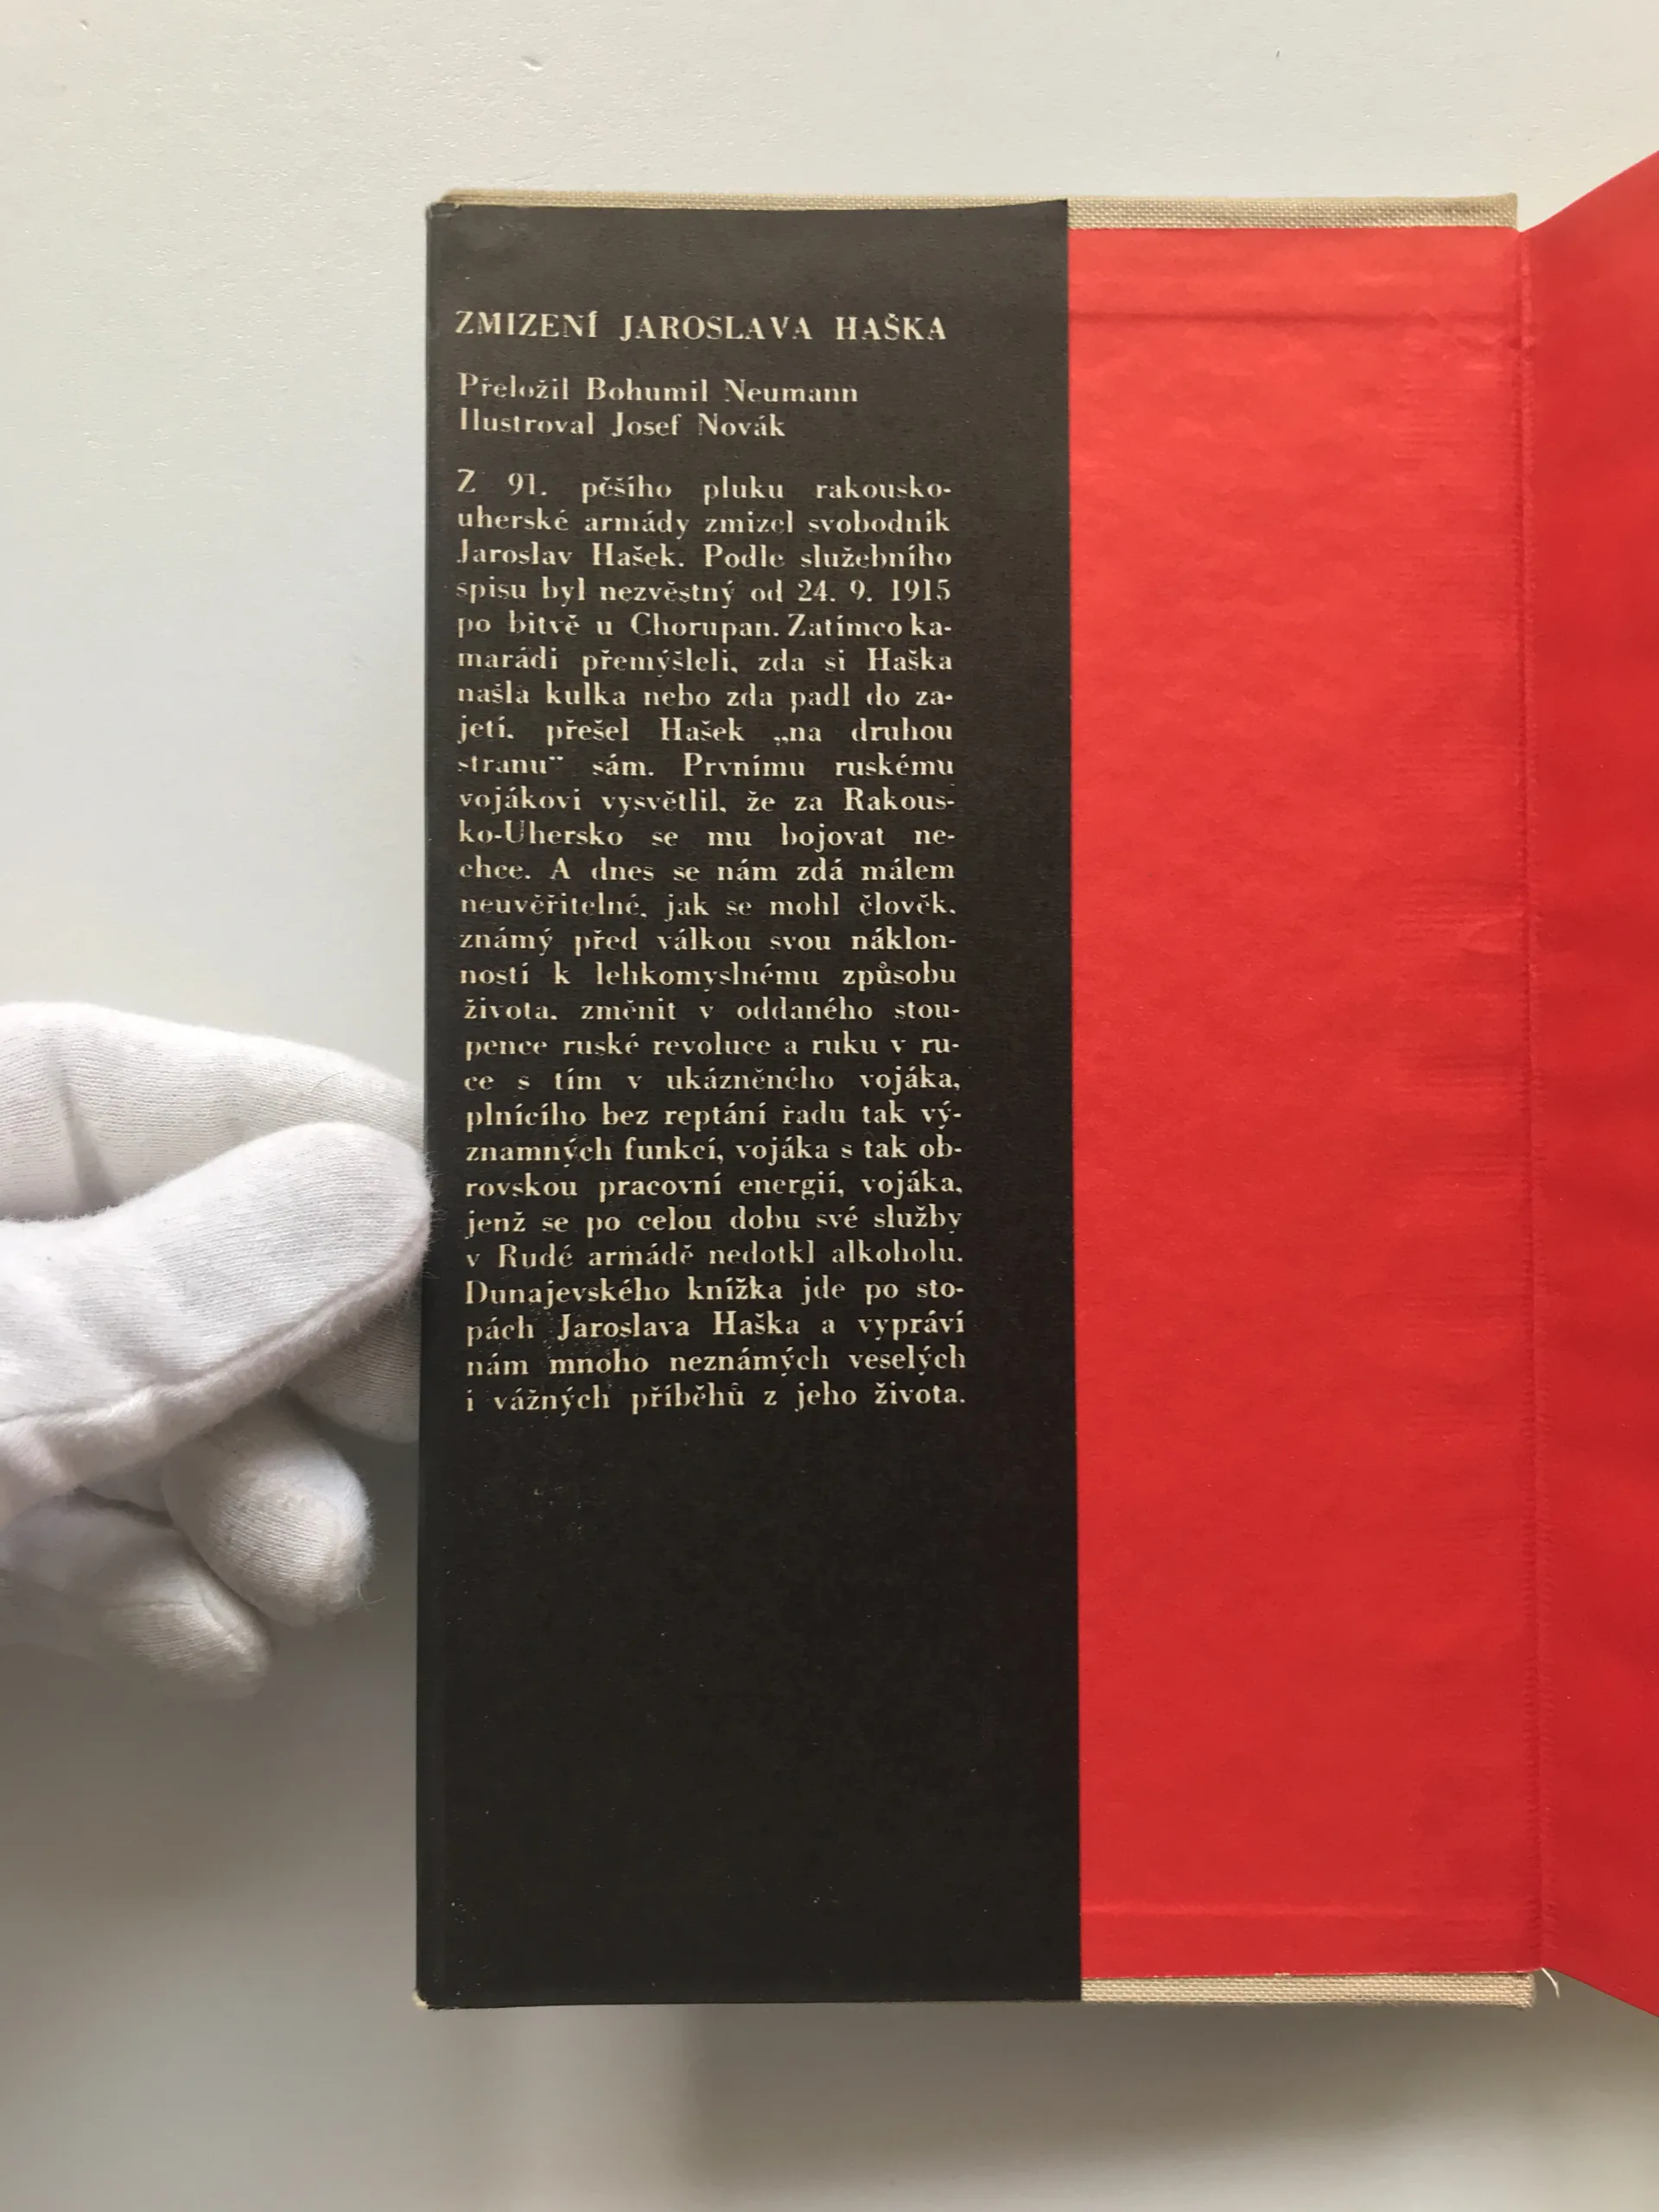 ZMIZENÍ JAROSLAVA HAŠKA
Přeložil Bohumil Neumann
Ilustroval Josef Novák
Z 91. pěšího pluku rakousko-
uherské armády zmizel svobodník
Jaroslav Hašek. Podle služebního
spisu byl nezvěstný od 24. 9. 1915
po bitvě u Chorupan. Zatímco ka-
marádi přemýšleli, zda si Haška
našla kulka nebo zda padl do za-
jetí, přešel Hašek „na druhou
stranu“ sám. Prvnímu ruskému
vojákovi vysvětlil, že za Rakous-
ko-Uhersko se mu bojovat ne-
chce. A dnes se nám zdá málem
neuvěřitelné, jak se mohl člověk,
známý před válkou svou náklon-
ností k lehkomyslnému způsobu
života, změnit v oddaného stou-
pence ruské revoluce a ruku v ru-
ce s tím v ukázněného vojáka,
plnícího bez reptání řadu tak vý-
znamných funkcí, vojáka s tak ob-
rovskou pracovní energií, vojáka,
jenž se po celou dobu své služby
v Rudé armádě nedotkl alkoholu.
Dunajevského knížka jde po sto-
pách Jaroslava Haška a vypráví
nám mnoho neznámých veselých
i vážných příběhů z jeho života.